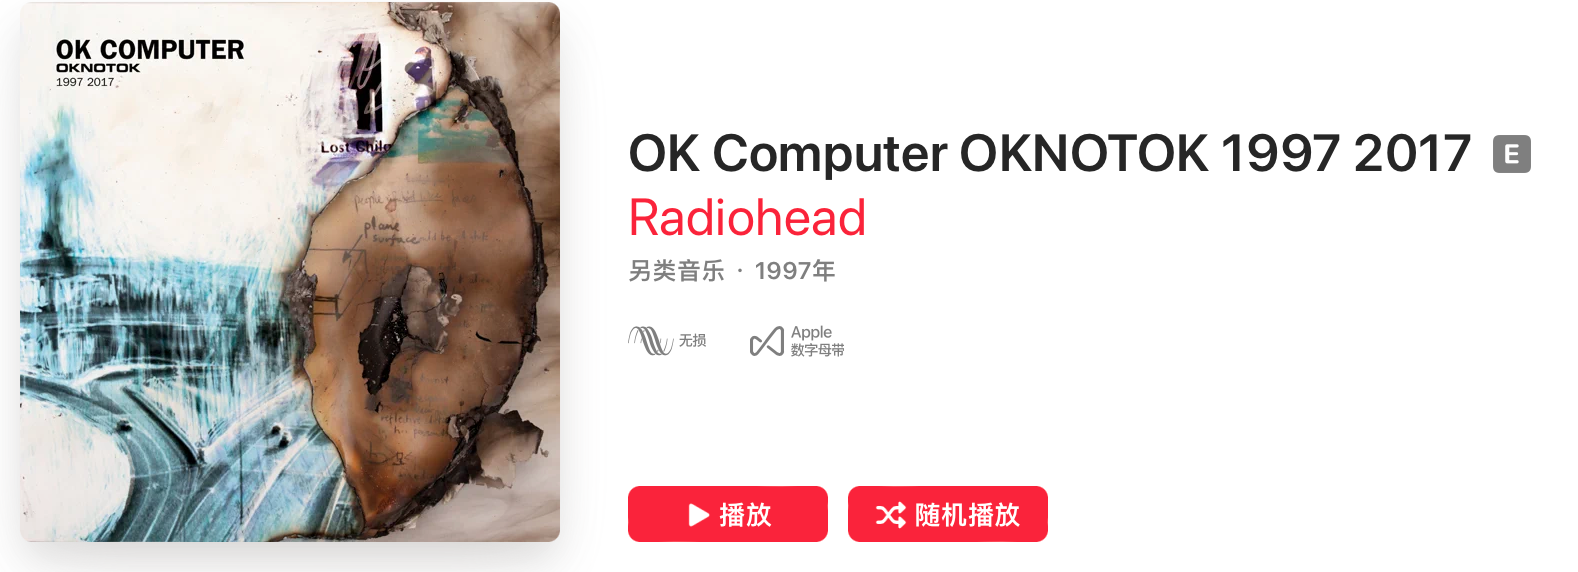 OK COMPUTER
OKNOTOK
1997 2017
Lost Child
plane
surface
OK Computer OKNOTOK 1997 2017 E
Radiohead
另类音乐 · 1997年
无损
Apple
数字母带
播放
随机播放